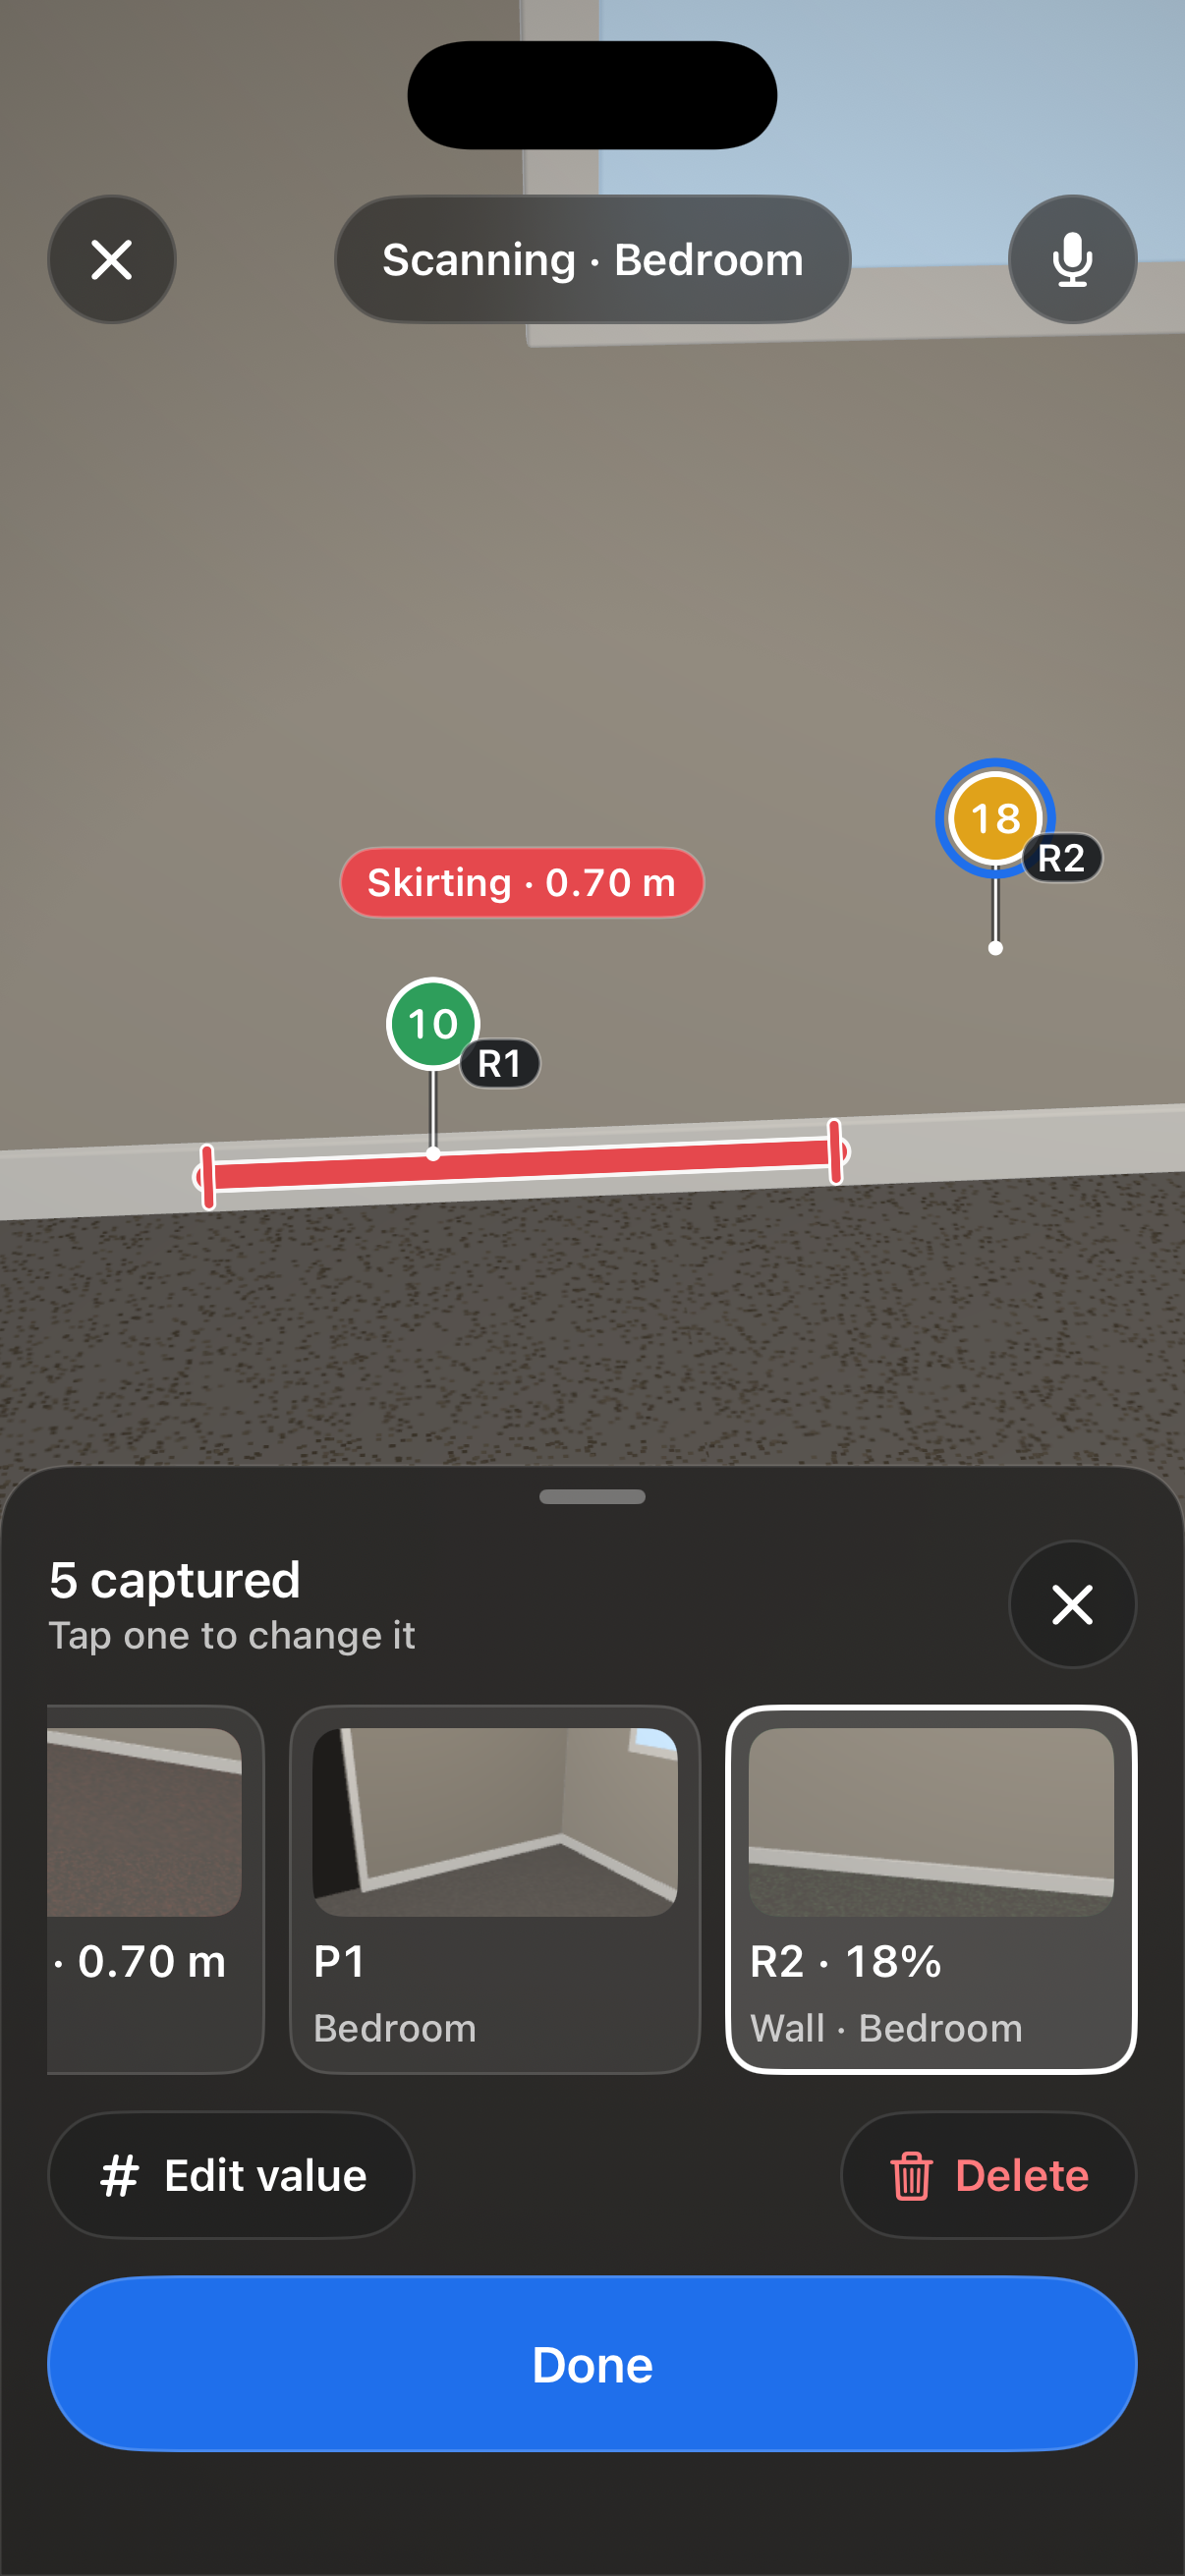 Scanning · Bedroom
18
R2
Skirting · 0.70 m
10
R1
5 captured
Tap one to change it
· 0.70 m
P1
R2 · 18%
Bedroom
Wall · Bedroom
# Edit value
Delete
Done